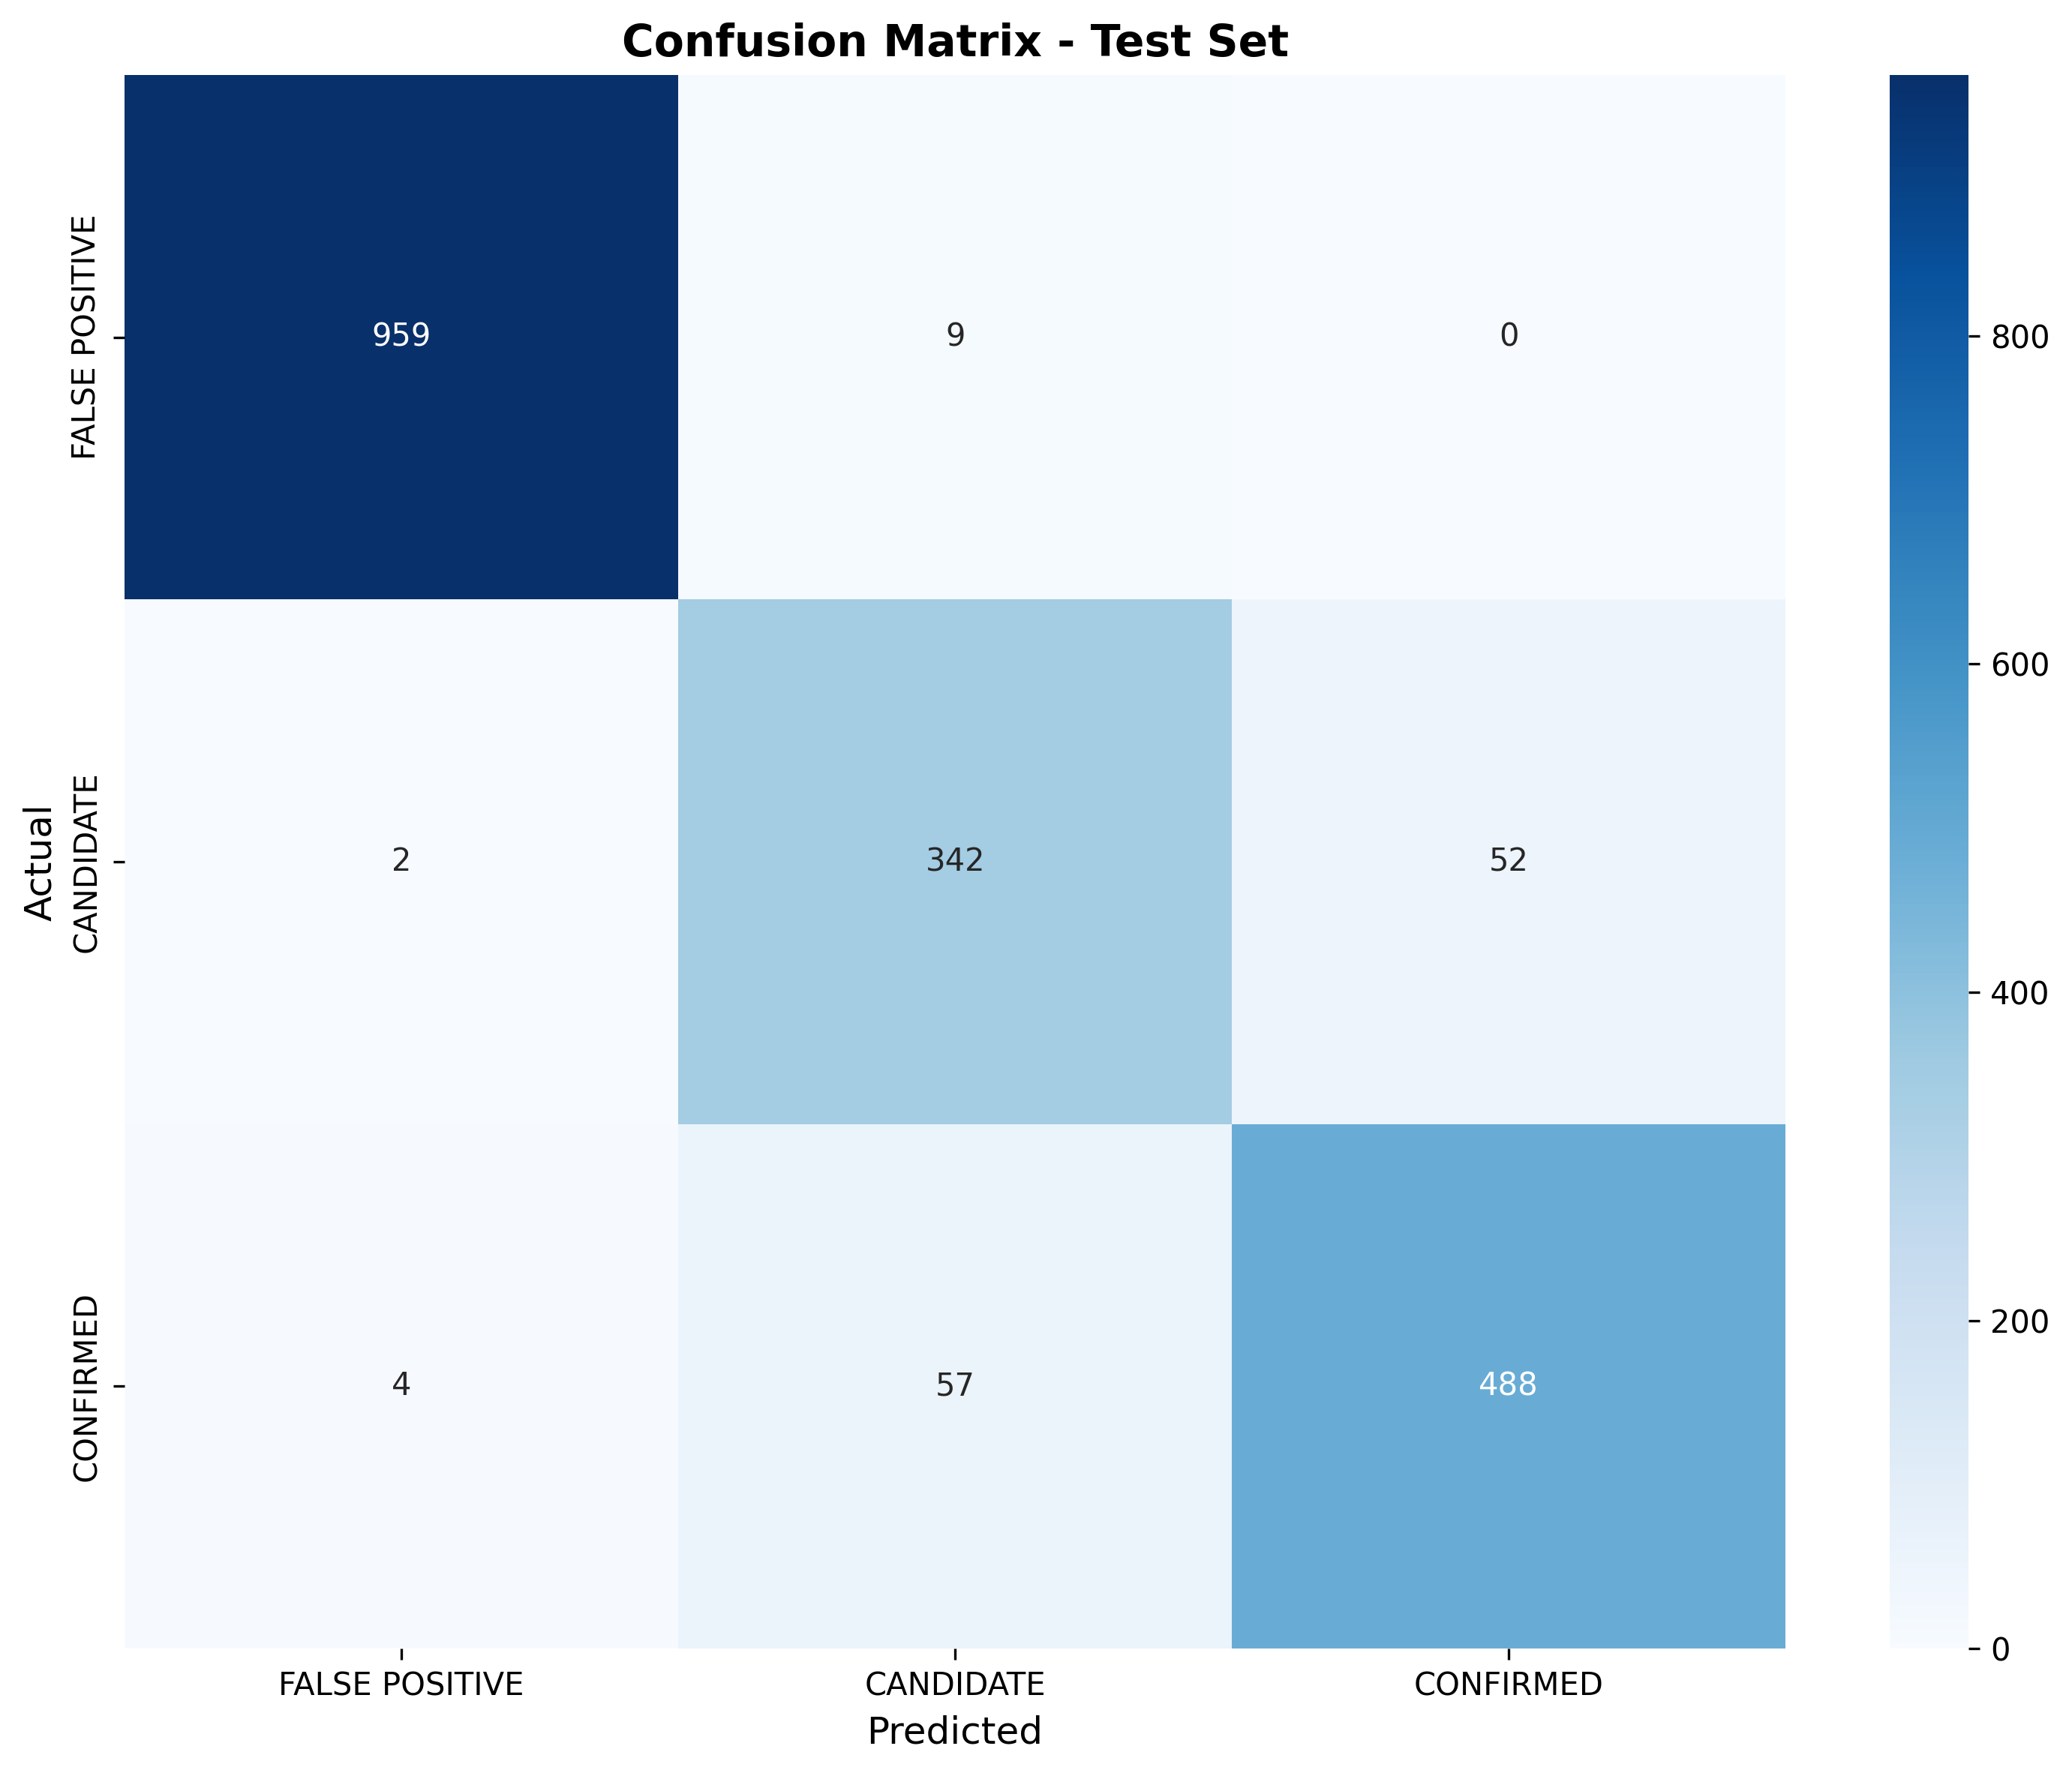 Confusion Matrix - Test Set
Actual
FALSE POSITIVE
959 9 0
CANDIDATE
2 342 52
CONFIRMED
4 57 488
FALSE POSITIVE CANDIDATE CONFIRMED
Predicted
800
600
400
200
0